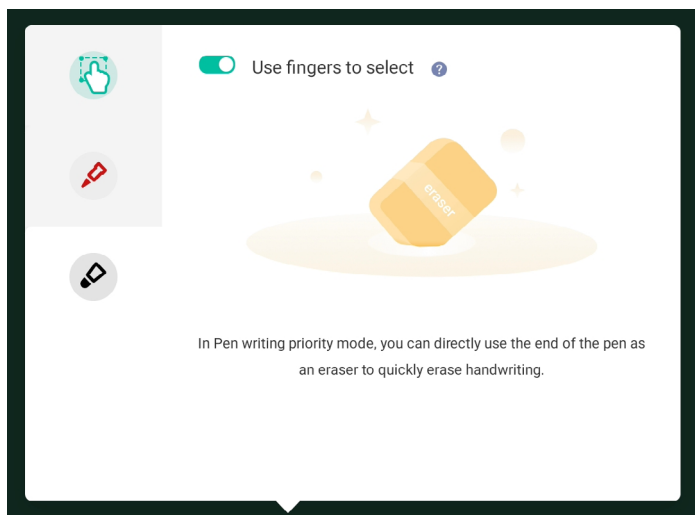 Use fingers to select ?
eraser
In Pen writing priority mode, you can directly use the end of the pen as
an eraser to quickly erase handwriting.